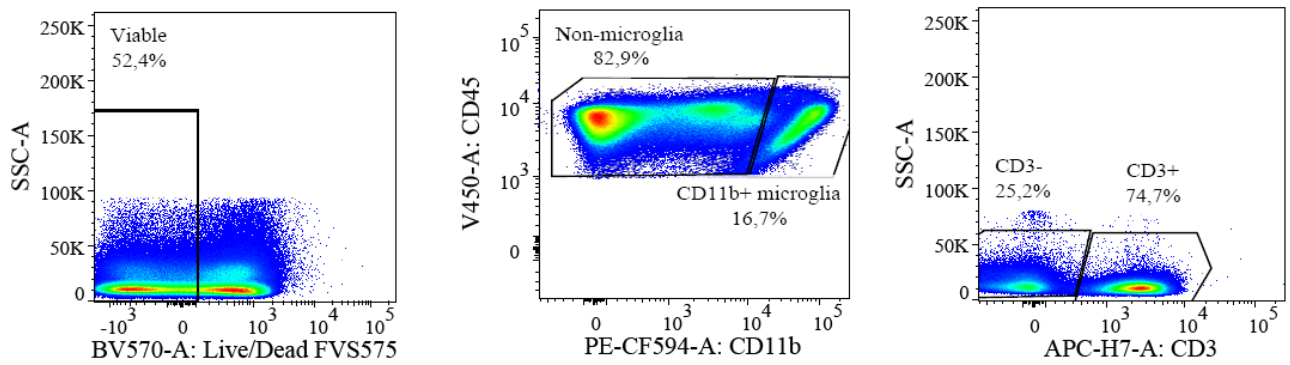 250K
200K
150K
100K
50K
0
SSC-A
Viable
52,4%
-10³ 0 10³ 10⁴ 10⁵
BV570-A: Live/Dead FVS575
10⁵
10⁴
10³
0
V450-A: CD45
Non-microglia
82,9%
CD11b+ microglia
16,7%
0 10³ 10⁴ 10⁵
PE-CF594-A: CD11b
250K
200K
150K
100K
50K
0
SSC-A
CD3-
25,2%
CD3+
74,7%
0 10³ 10⁴ 10⁵
APC-H7-A: CD3